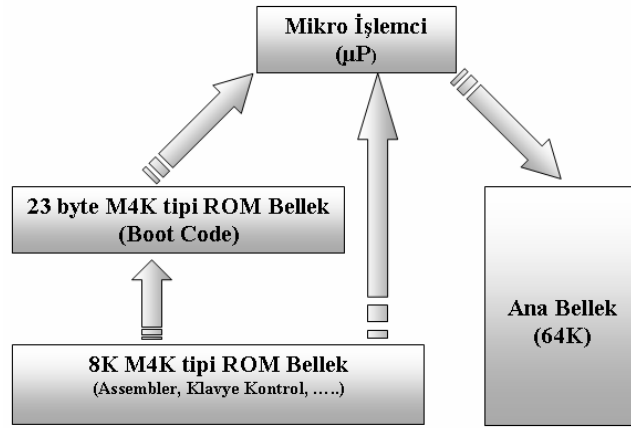 Mikro İşlemci
(µP)
23 byte M4K tipi ROM Bellek
(Boot Code)
8K M4K tipi ROM Bellek
(Assembler, Klavye Kontrol, …..)
Ana Bellek
(64K)